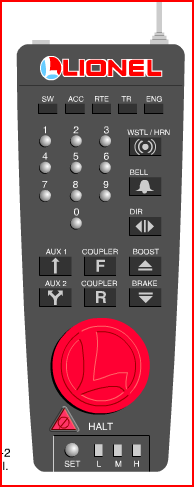 LIONEL
SW ACC RTE TR ENG
1 2 3 WSTL / HRN
4 5 6
BELL
7 8 9
0 DIR
AUX 1 COUPLER BOOST
F
AUX 2 COUPLER BRAKE
R
L
HALT
-2
l.
SET L M H